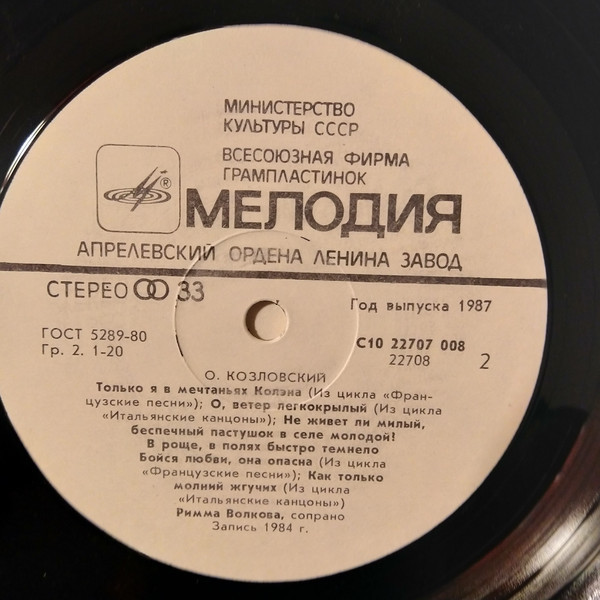 МИНИСТЕРСТВО
КУЛЬТУРЫ СССР
ВСЕСОЮЗНАЯ ФИРМА
ГРАМПЛАСТИНОК
®
МЕЛОДИЯ
АПРЕЛЕВСКИЙ ОРДЕНА ЛЕНИНА ЗАВОД
СТЕРЕО 33
Год выпуска 1987
ГОСТ 5289-80
Гр. 2. 1-20
С10 22707 008
22708
2
О. КОЗЛОВСКИЙ
Только я в мечтаньях Колэна (Из цикла «Фран-
цузские песни»); О, ветер легкокрылый (Из цикла
«Итальянские канцоны»); Не живет ли милый,
беспечный пастушок в селе молодой?
В роще, в полях быстро темнело
Бойся любви, она опасна (Из цикла
«Французские песни»); Как только
молний жгучих (Из цикла
«Итальянские канцоны»)
Римма Волкова, сопрано
Запись 1984 г.